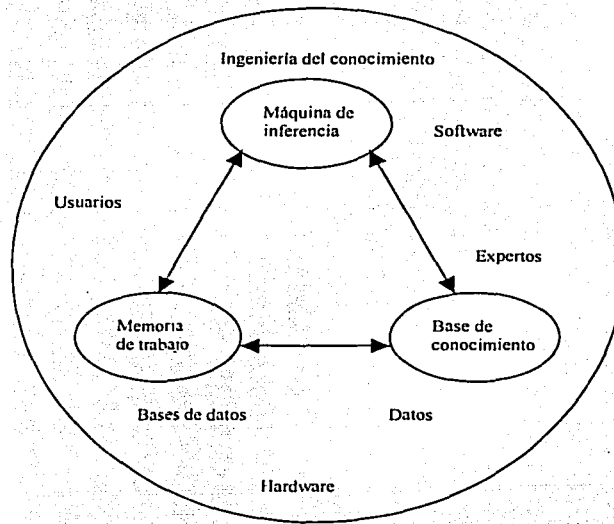 Ingeniería del conocimiento
Máquina de
inferencia
Software
Usuarios
Expertos
Memoria
de trabajo
Base de
conocimiento
Bases de datos
Datos
Hardware